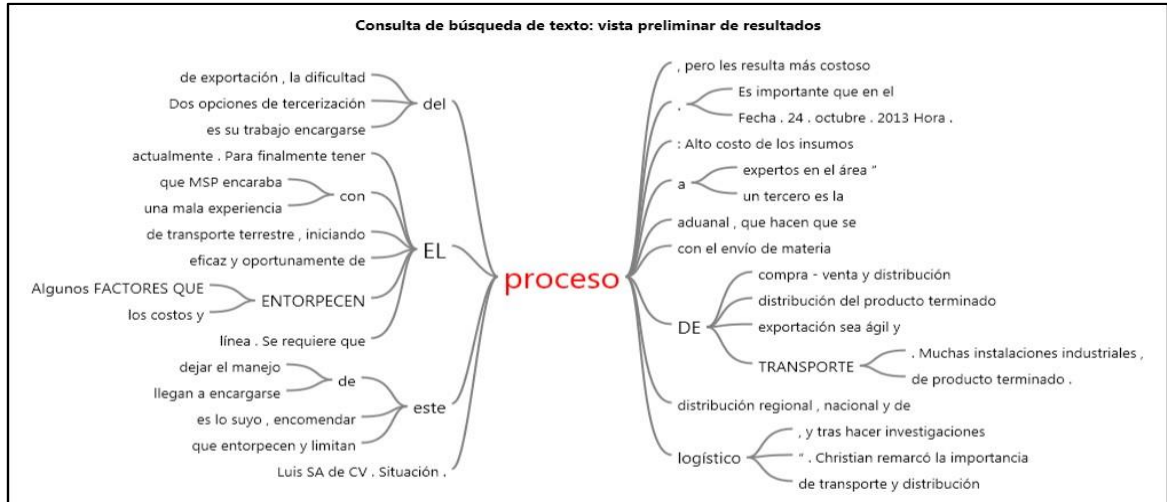 Consulta de búsqueda de texto: vista preliminar de resultados
de exportación , la dificultad
Dos opciones de tercerización
es su trabajo encargarse
del
actualmente . Para finalmente tener
que MSP encaraba
una mala experiencia
con
de transporte terrestre , iniciando
eficaz y oportunamente de
EL
Algunos FACTORES QUE
los costos y
ENTORPECEN
línea . Se requiere que
dejar el manejo
llegan a encargarse
de
este
es lo suyo , encomendar
que entorpecen y limitan
Luis SA de CV . Situación .
proceso
, pero les resulta más costoso
.
Es importante que en el
Fecha . 24 . octubre . 2013 Hora .
: Alto costo de los insumos
a
expertos en el área "
un tercero es la
aduanal , que hacen que se
con el envío de materia
DE
compra - venta y distribución
distribución del producto terminado
exportación sea ágil y
TRANSPORTE
. Muchas instalaciones industriales ,
de producto terminado .
distribución regional , nacional y de
logístico
, y tras hacer investigaciones
" . Christian remarcó la importancia
de transporte y distribución